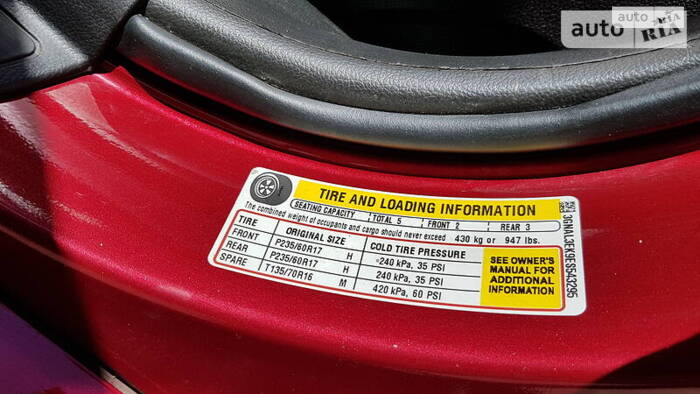 auto RIA
auto RIA
TIRE AND LOADING INFORMATION
SEATING CAPACITY TOTAL 5 FRONT 2 REAR 3
The combined weight of occupants and cargo should never exceed 430 kg or 947 lbs.
TIRE ORIGINAL SIZE COLD TIRE PRESSURE
FRONT P235/60R17 H 240 kPa, 35 PSI
REAR P235/60R17 H 240 kPa, 35 PSI
SPARE T135/70R16 M 420 kPa, 60 PSI
SEE OWNER'S
MANUAL FOR
ADDITIONAL
INFORMATION